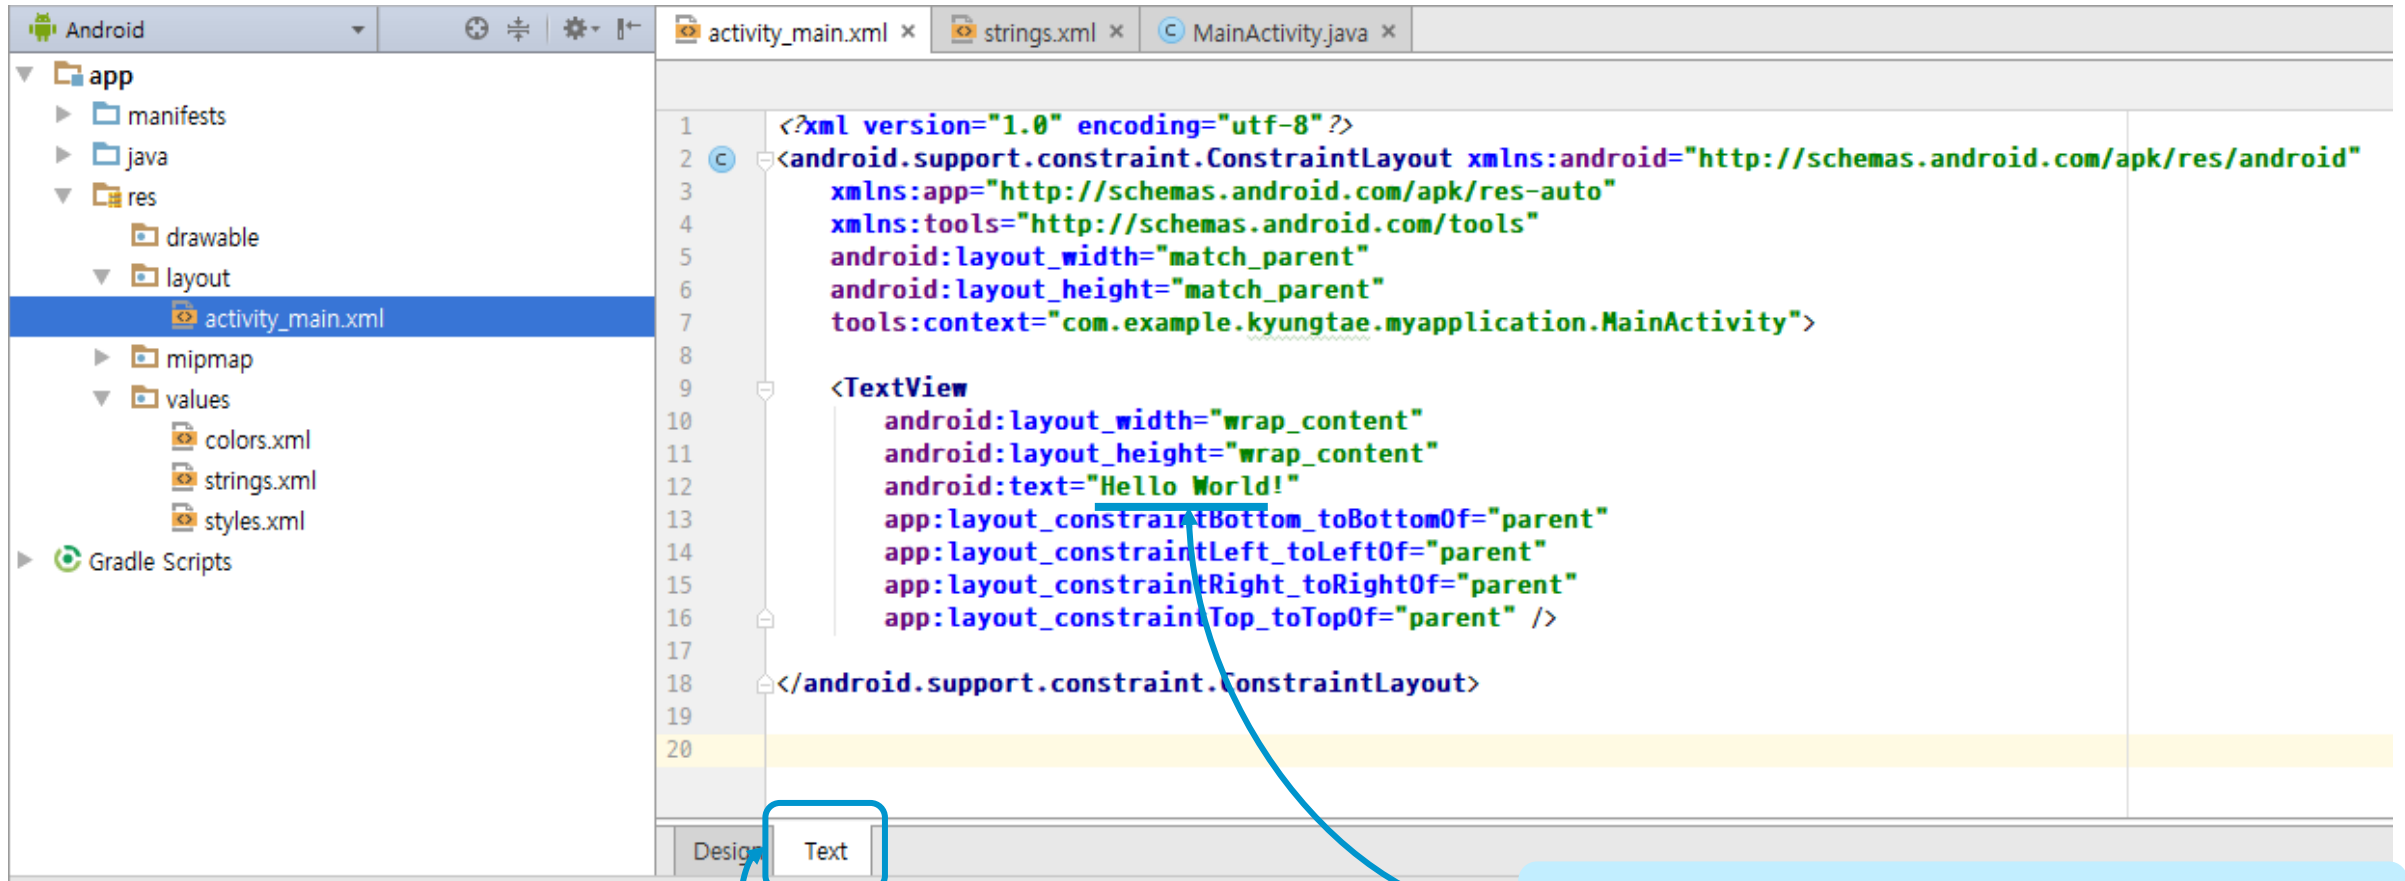 Android
activity_main.xml
strings.xml
MainActivity.java
app
manifests
java
res
drawable
layout
activity_main.xml
mipmap
values
colors.xml
strings.xml
styles.xml
Gradle Scripts
1 <?xml version="1.0" encoding="utf-8"?>
2 <android.support.constraint.ConstraintLayout xmlns:android="http://schemas.android.com/apk/res/android"
3 xmlns:app="http://schemas.android.com/apk/res-auto"
4 xmlns:tools="http://schemas.android.com/tools"
5 android:layout_width="match_parent"
6 android:layout_height="match_parent"
7 tools:context="com.example.kyungtae.myapplication.MainActivity">
8
9 <TextView
10 android:layout_width="wrap_content"
11 android:layout_height="wrap_content"
12 android:text="Hello World!"
13 app:layout_constraintBottom_toBottomOf="parent"
14 app:layout_constraintLeft_toLeftOf="parent"
15 app:layout_constraintRight_toRightOf="parent"
16 app:layout_constraintTop_toTopOf="parent" />
17
18 </android.support.constraint.ConstraintLayout>
19
20
Design Text